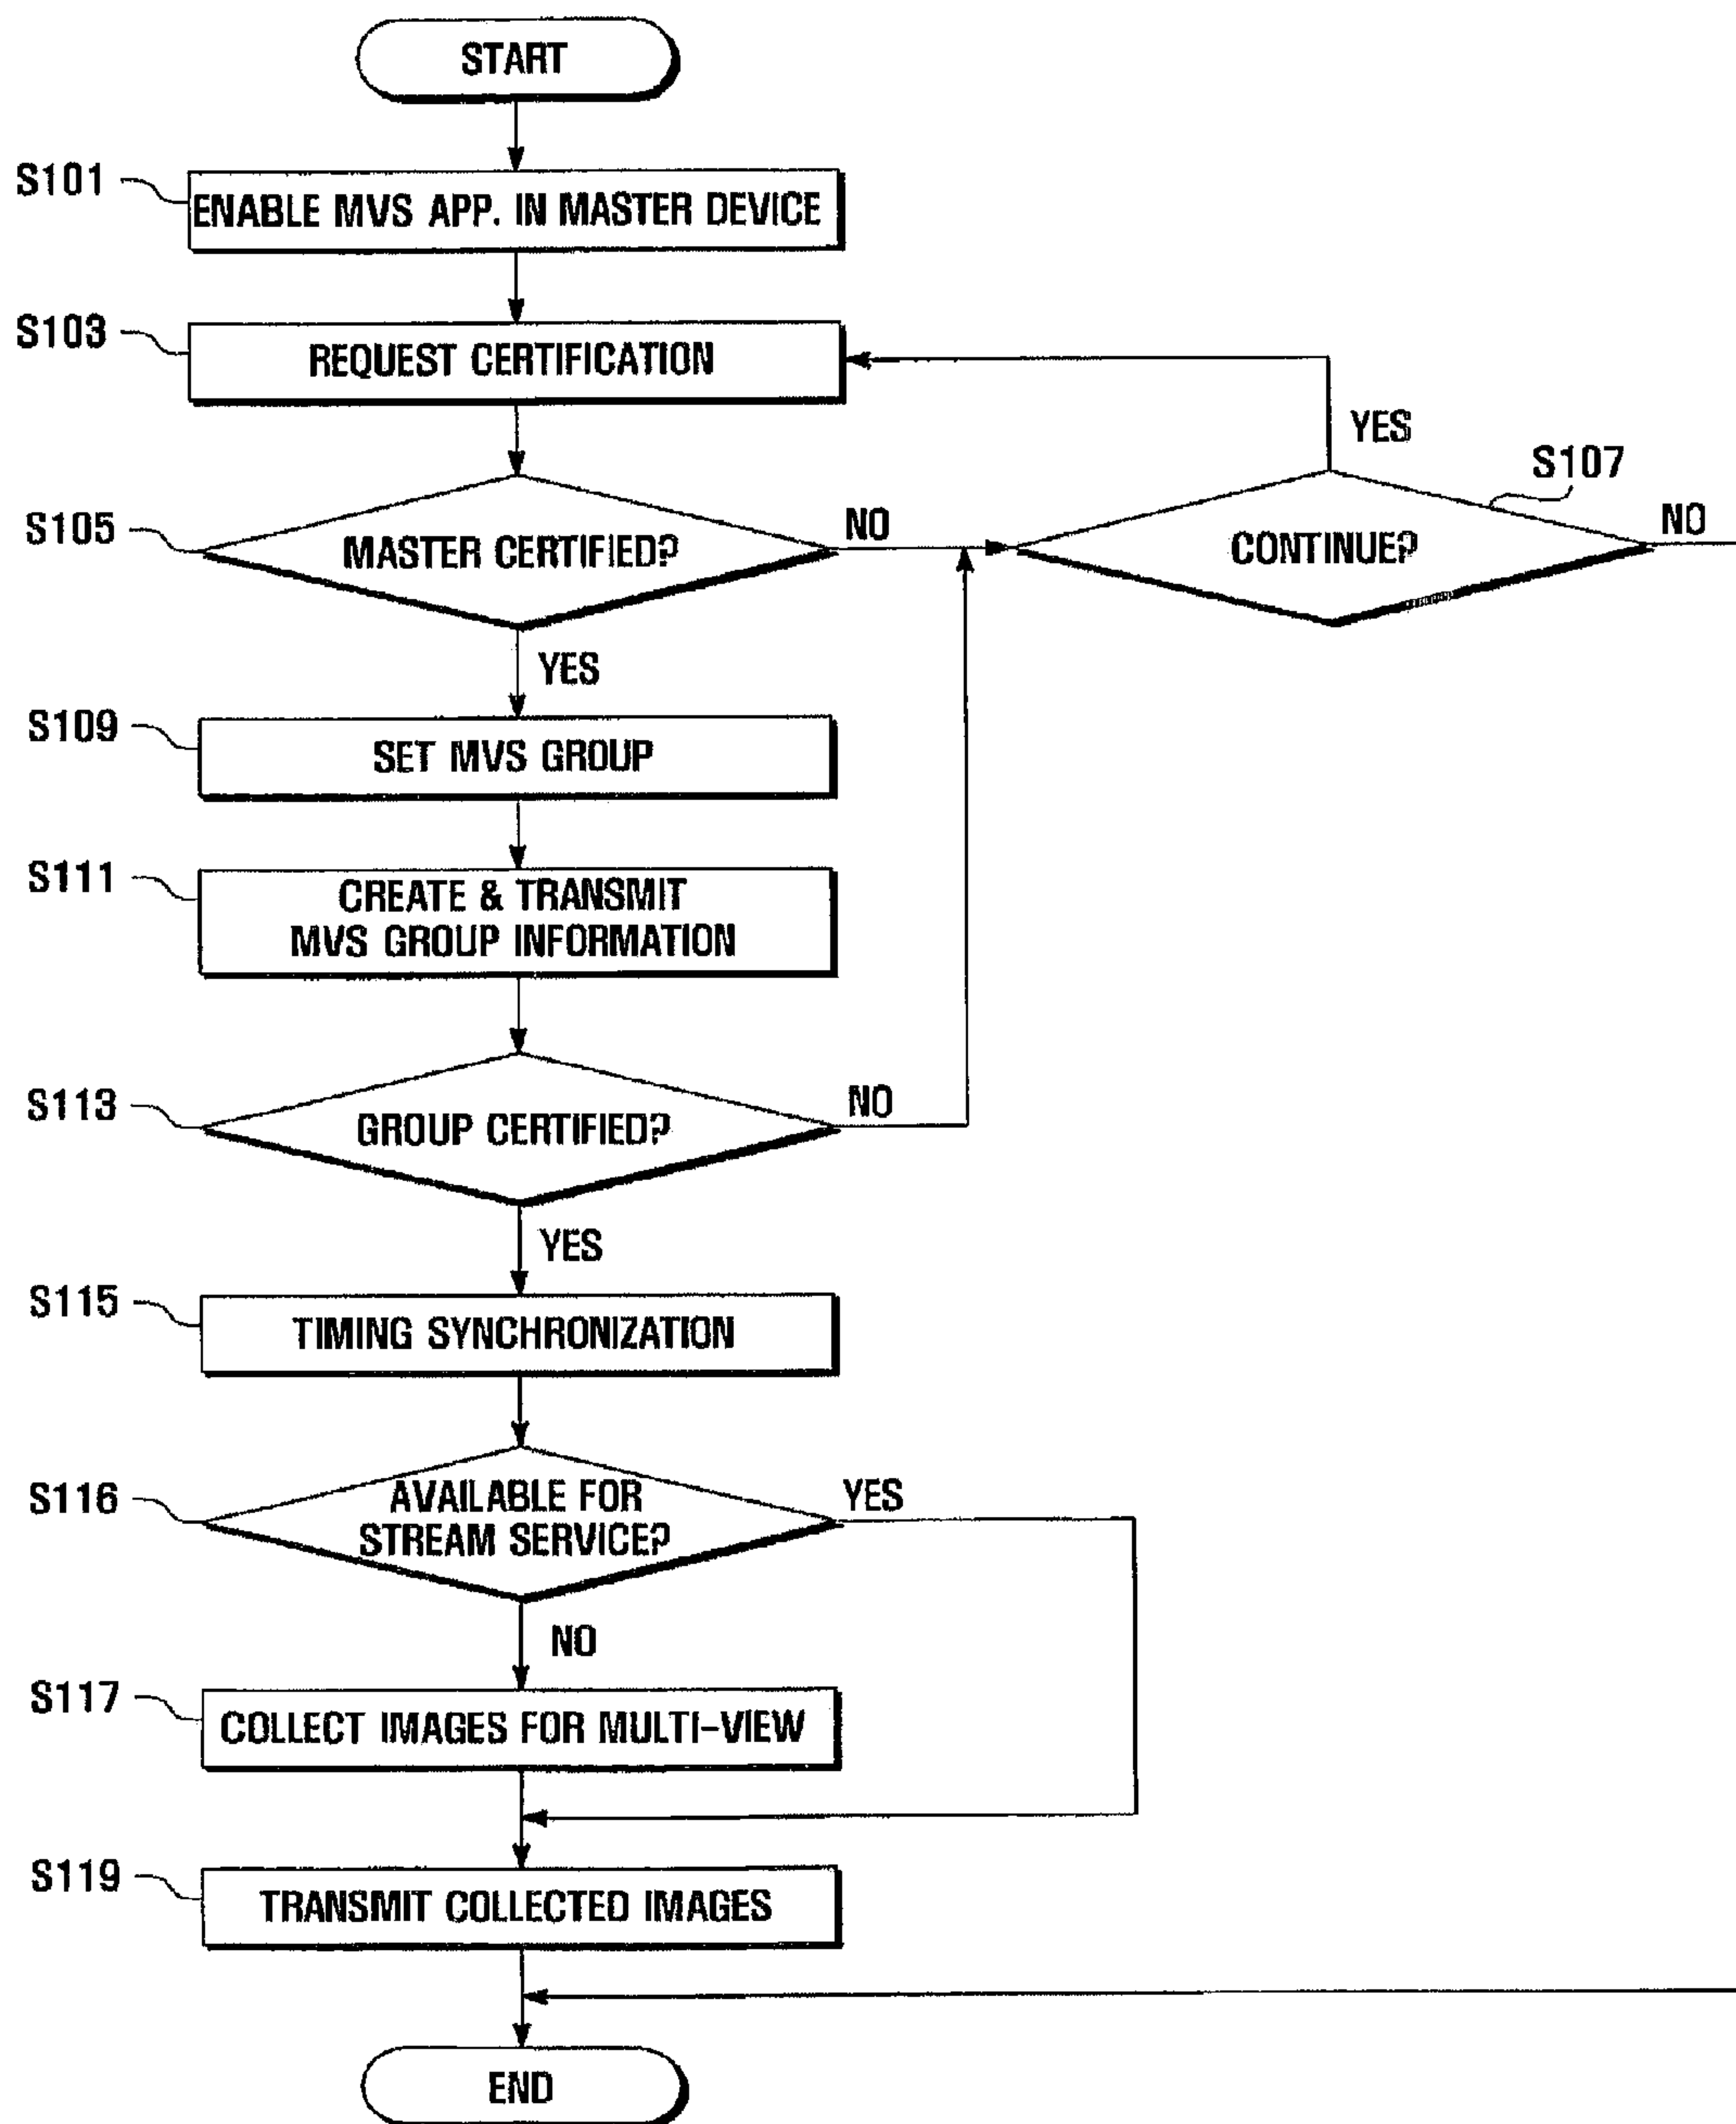 START
S101
ENABLE MVS APP. IN MASTER DEVICE
S103
REQUEST CERTIFICATION
YES
S107
S105
MASTER CERTIFIED?
NO
CONTINUE?
NO
YES
S109
SET MVS GROUP
S111
CREATE & TRANSMIT
MVS GROUP INFORMATION
S113
GROUP CERTIFIED?
NO
YES
S115
TIMING SYNCHRONIZATION
S116
AVAILABLE FOR
STREAM SERVICE?
YES
NO
S117
COLLECT IMAGES FOR MULTI-VIEW
S119
TRANSMIT COLLECTED IMAGES
END